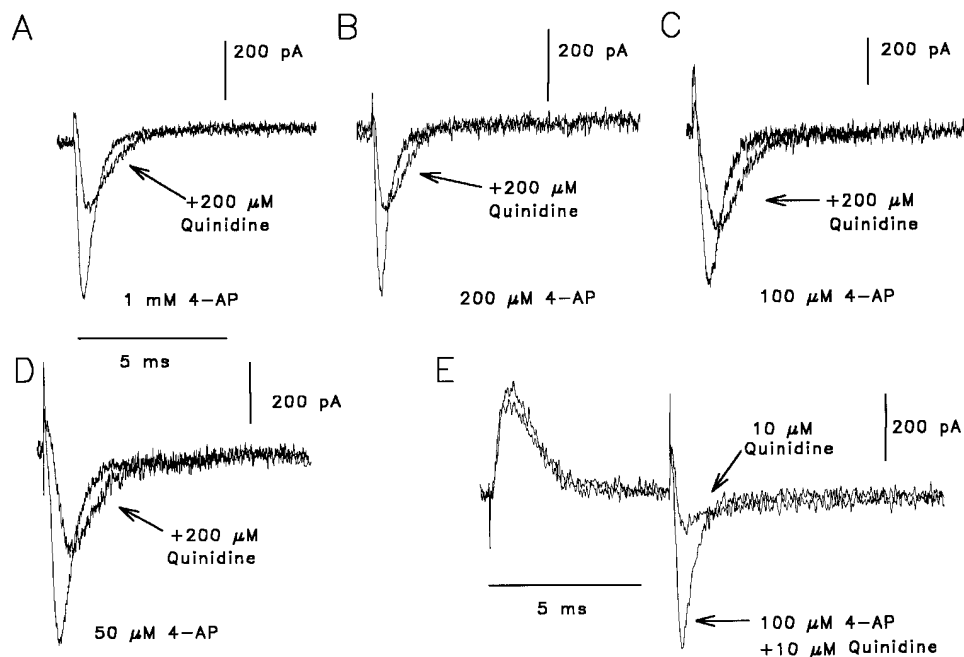 A
200 pA
+200 μM
Quinidine
1 mM 4-AP
5 ms
B
200 pA
+200 μM
Quinidine
200 μM 4-AP
C
200 pA
+200 μM
Quinidine
100 μM 4-AP
D
200 pA
+200 μM
Quinidine
50 μM 4-AP
E
10 μM
Quinidine
200 pA
5 ms
100 μM 4-AP
+10 μM Quinidine